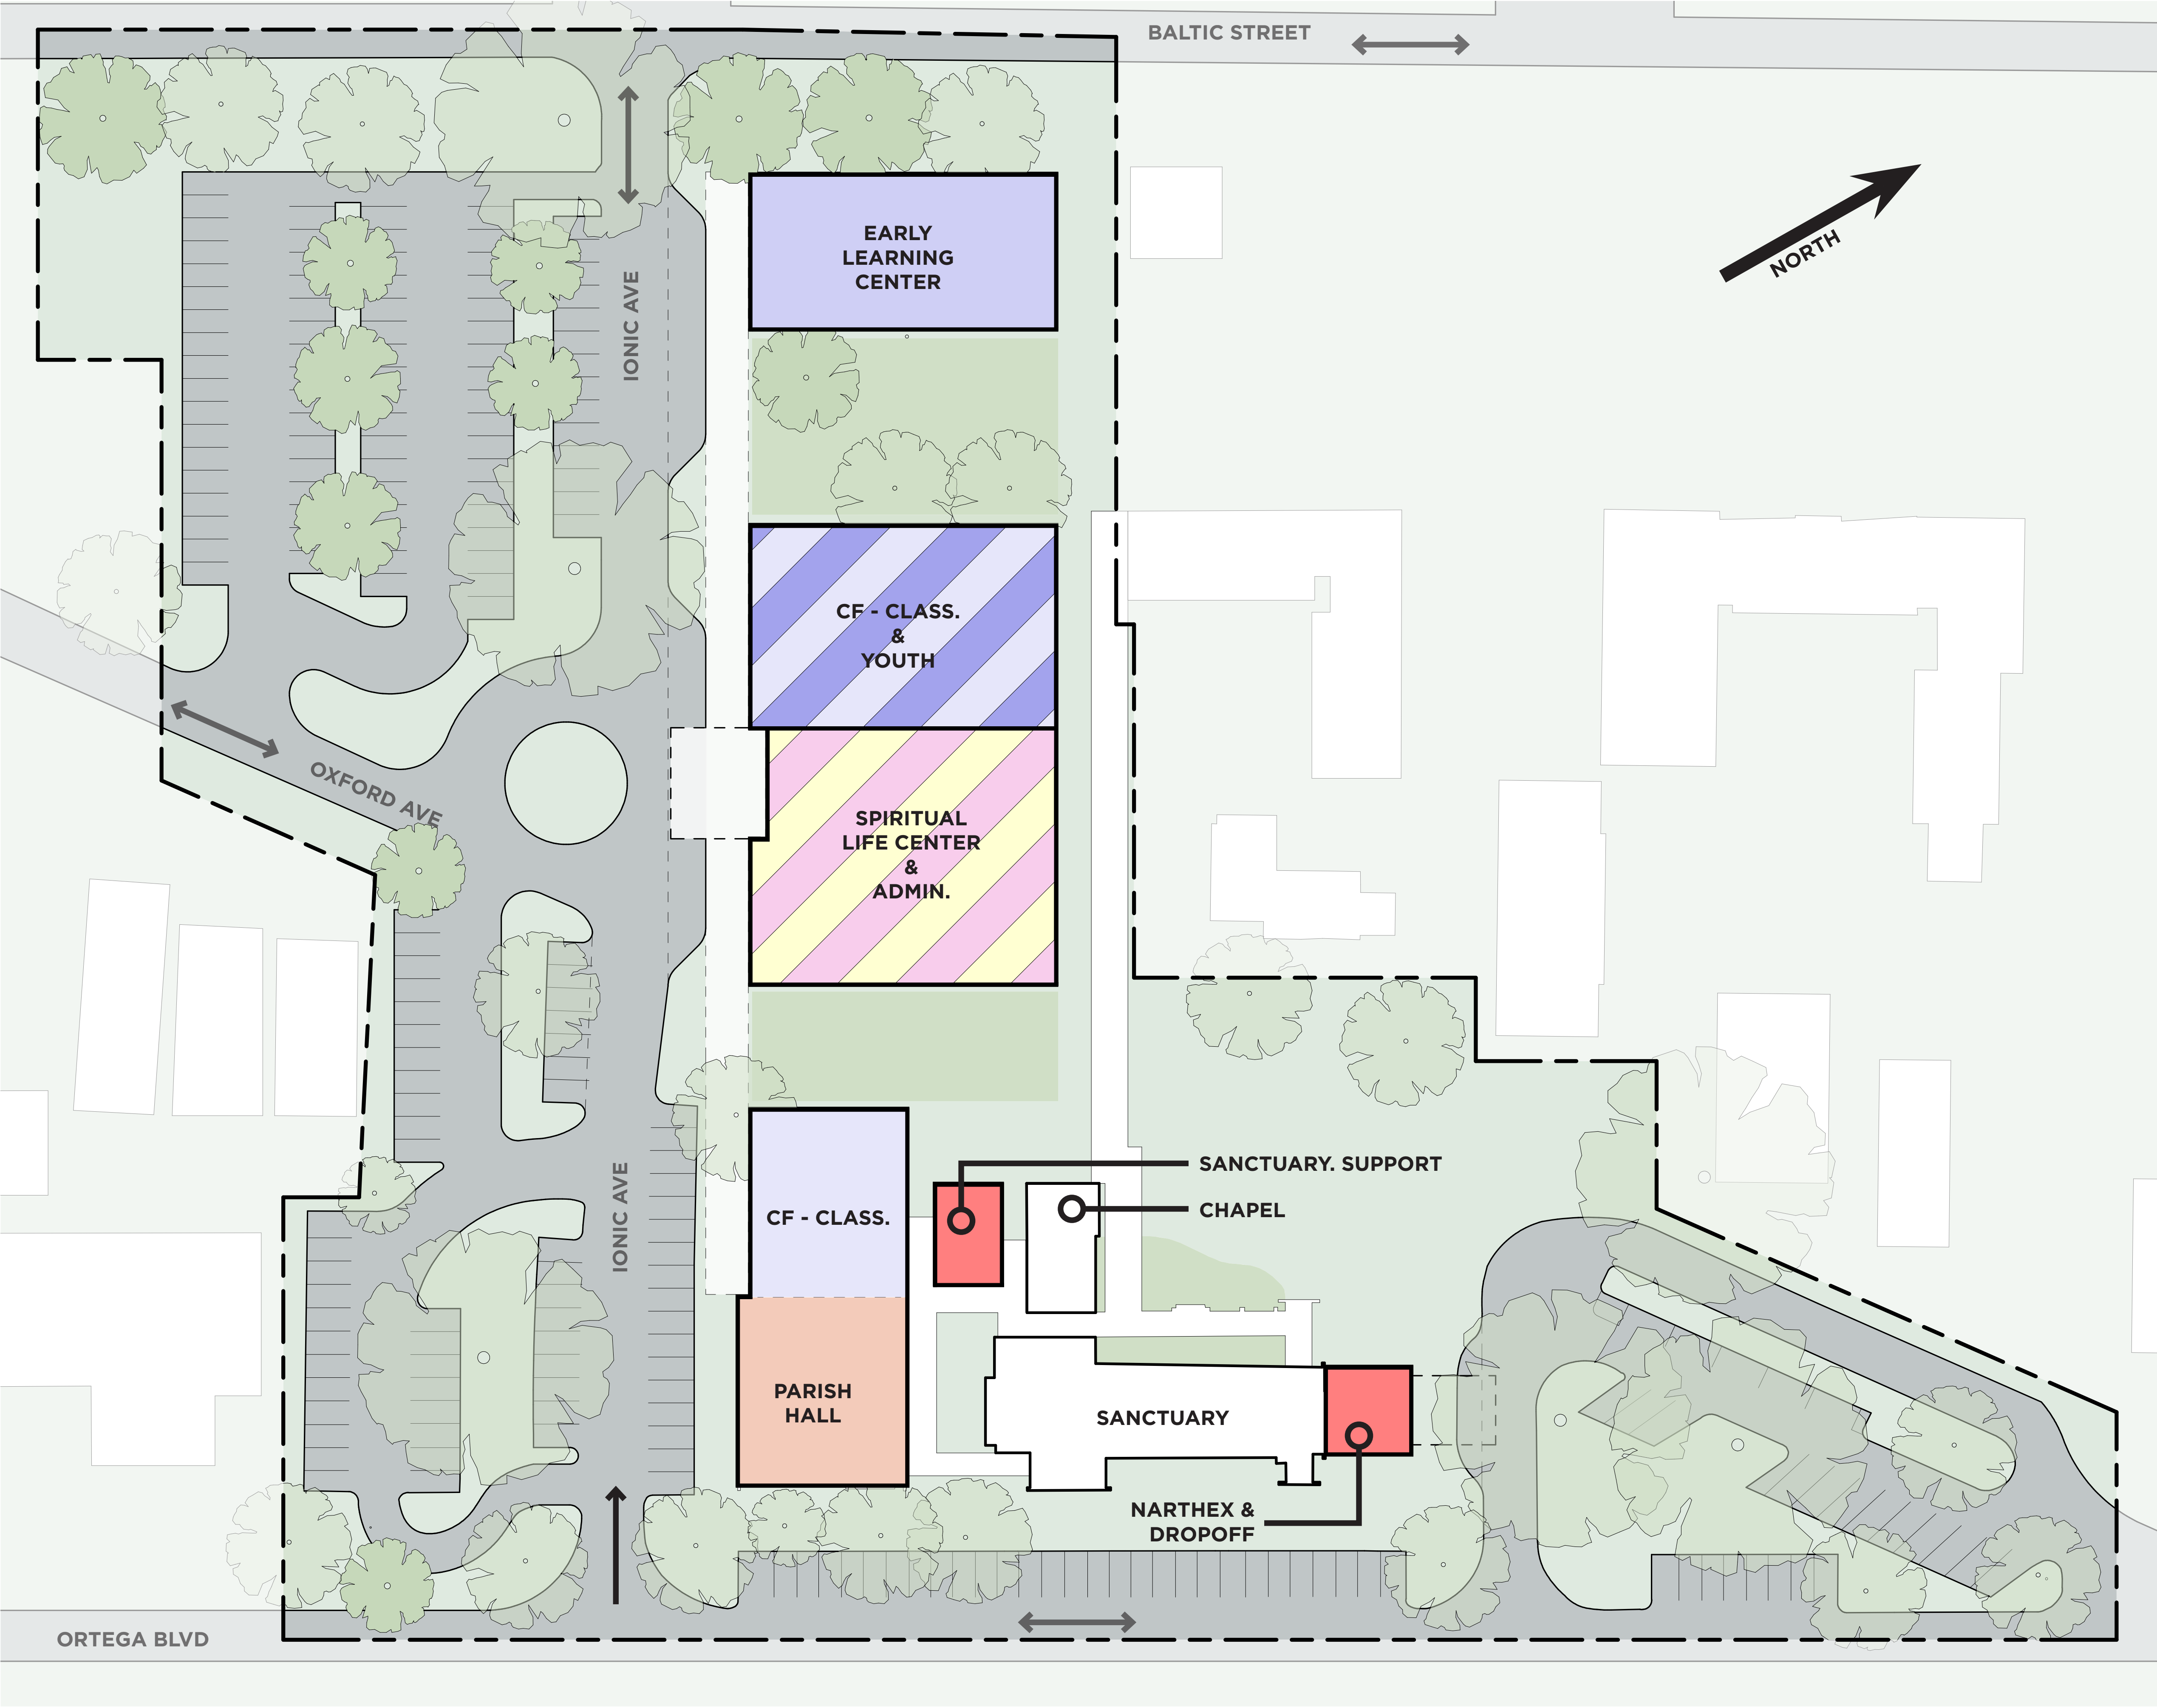 BALTIC STREET
NORTH
EARLY
LEARNING
CENTER
IONIC AVE
CF - CLASS.
&
YOUTH
OXFORD AVE
SPIRITUAL
LIFE CENTER
&
ADMIN.
SANCTUARY. SUPPORT
CHAPEL
CF - CLASS.
IONIC AVE
PARISH
HALL
SANCTUARY
NARTHEX &
DROPOFF
ORTEGA BLVD